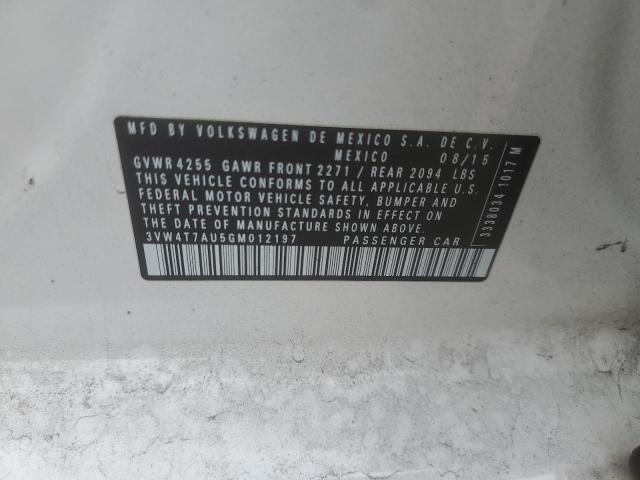 MFD BY VOLKSWAGEN DE MEXICO S.A. DE C.V.
MEXICO 08/15
GVWR 4255 GAWR FRONT 2271 / REAR 2094 LBS
THIS VEHICLE CONFORMS TO ALL APPLICABLE U.S.
FEDERAL MOTOR VEHICLE SAFETY, BUMPER AND
THEFT PREVENTION STANDARDS IN EFFECT ON
THE DATE OF MANUFACTURE SHOWN ABOVE
3VW4T7AU5GM012197 PASSENGER CAR
3338034 1017 M